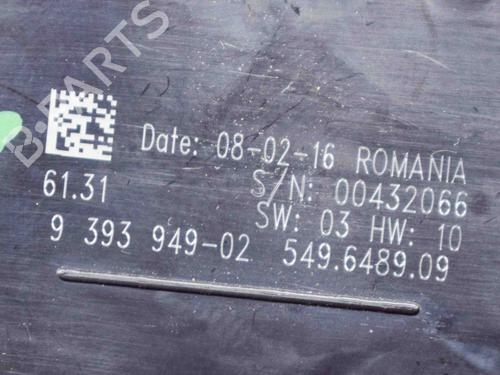 B-PARTS
Date: 08-02-16 ROMANIA
61.31 S/N: 00432066
SW: 03 HW: 10
9 393 949-02 549.6489.09